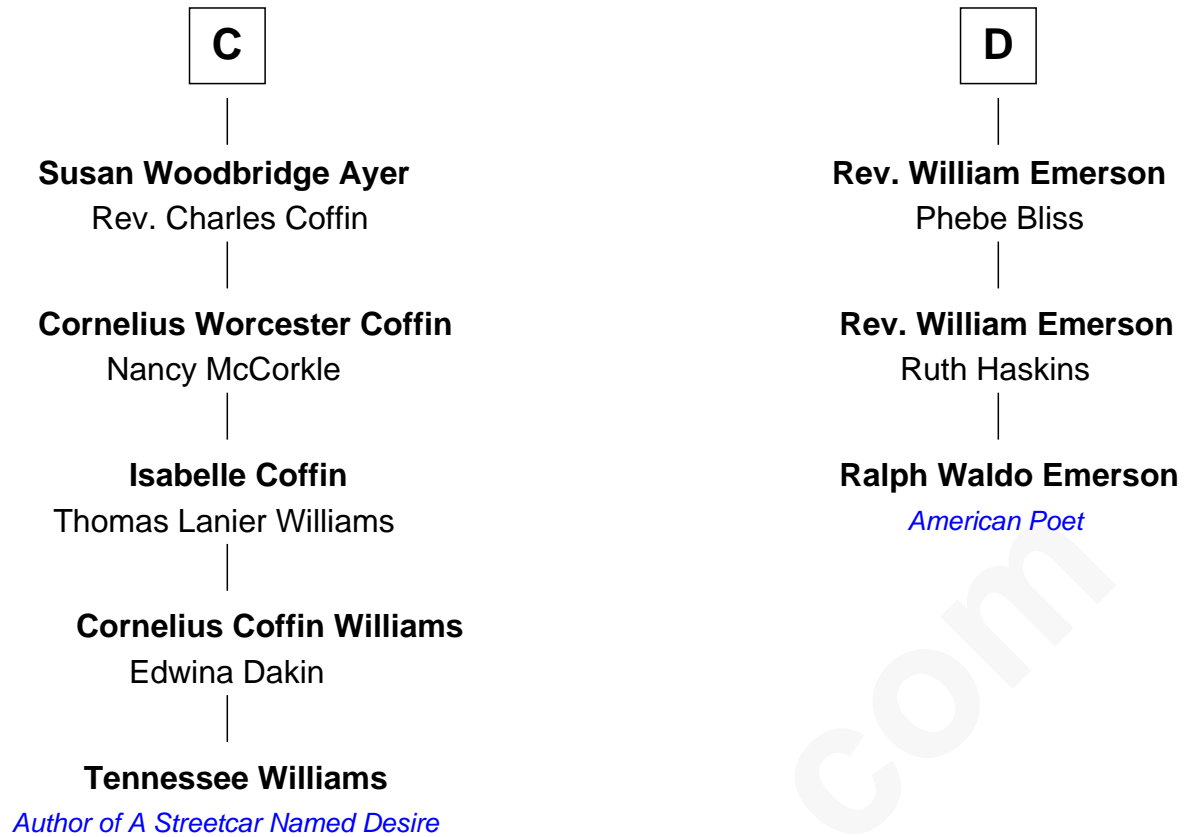 C
Susan Woodbridge Ayer
Rev. Charles Coffin
Cornelius Worcester Coffin
Nancy McCorkle
Isabelle Coffin
Thomas Lanier Williams
Cornelius Coffin Williams
Edwina Dakin
Tennessee Williams
Author of A Streetcar Named Desire
D
Rev. William Emerson
Phebe Bliss
Rev. William Emerson
Ruth Haskins
Ralph Waldo Emerson
American Poet
com